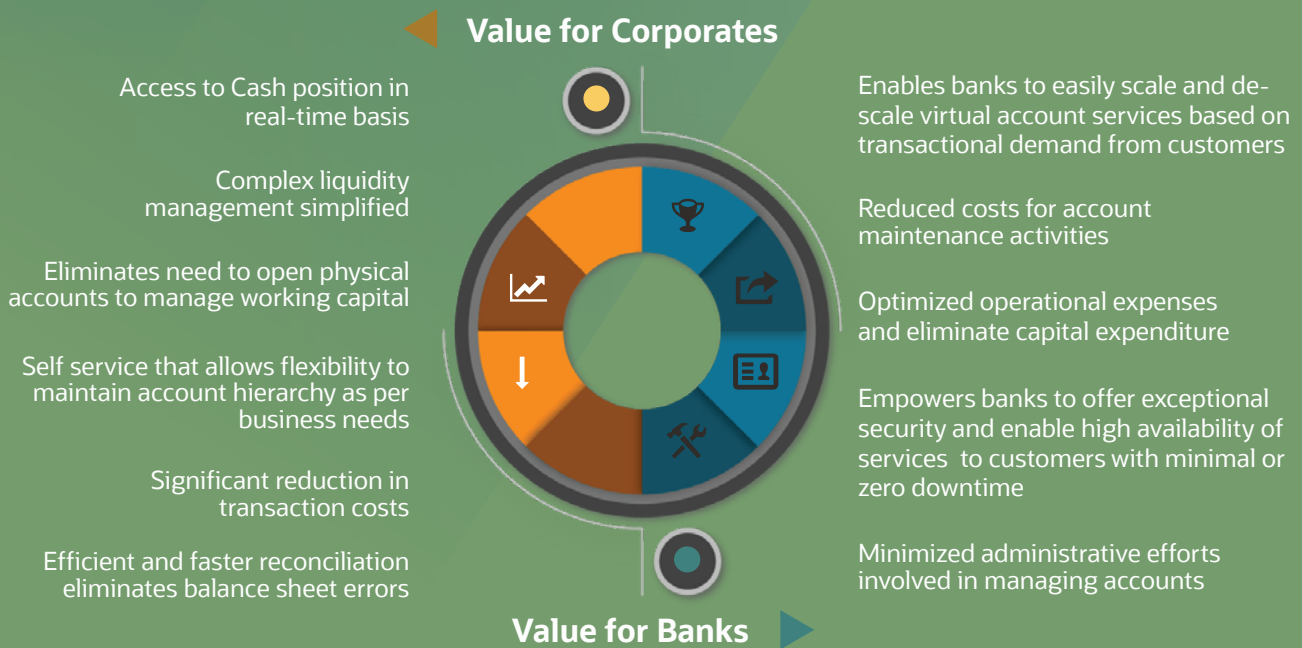 Value for Corporates
Access to Cash position in
real-time basis
Complex liquidity
management simplified
Eliminates need to open physical
accounts to manage working capital
Self service that allows flexibility to
maintain account hierarchy as per
business needs
Significant reduction in
transaction costs
Efficient and faster reconciliation
eliminates balance sheet errors
Enables banks to easily scale and de-
scale virtual account services based on
transactional demand from customers
Reduced costs for account
maintenance activities
Optimized operational expenses
and eliminate capital expenditure
Empowers banks to offer exceptional
security and enable high availability of
services to customers with minimal or
zero downtime
Minimized administrative efforts
involved in managing accounts
Value for Banks